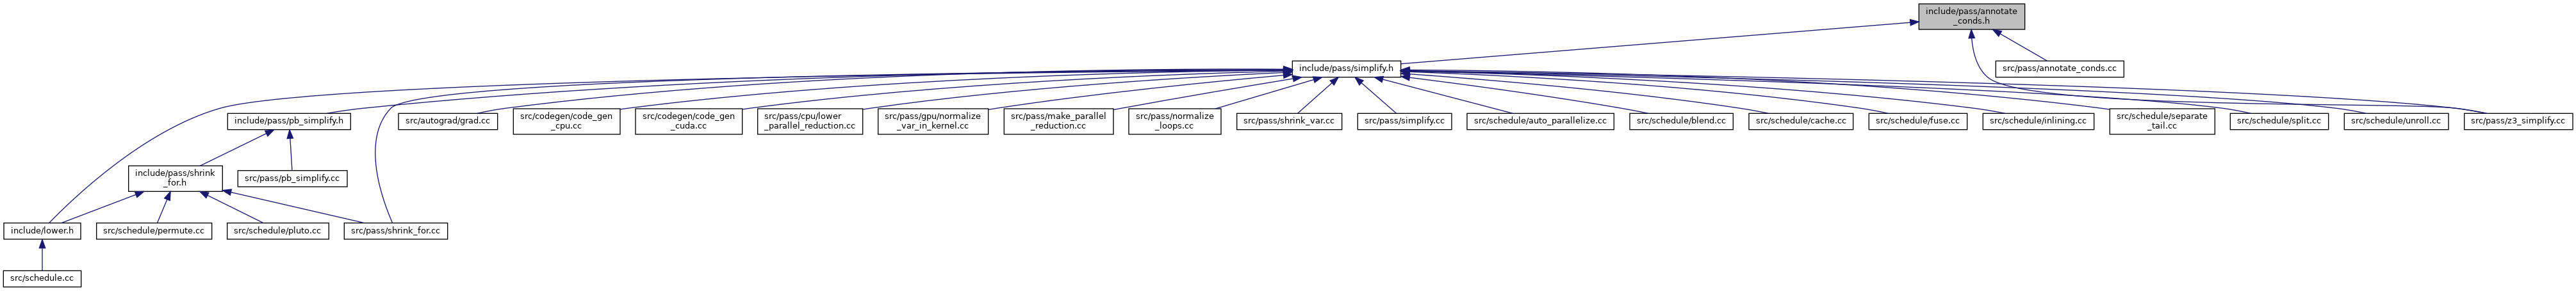 include/pass/annotate
_conds.h
include/pass/simplify.h
src/pass/annotate_conds.cc
include/pass/pb_simplify.h
src/autograd/grad.cc
src/codegen/code_gen
_cpu.cc
src/codegen/code_gen
_cuda.cc
src/pass/cpu/lower
_parallel_reduction.cc
src/pass/gpu/normalize
_var_in_kernel.cc
src/pass/make_parallel
_reduction.cc
src/pass/normalize
_loops.cc
src/pass/shrink_var.cc
src/pass/simplify.cc
src/schedule/auto_parallelize.cc
src/schedule/blend.cc
src/schedule/cache.cc
src/schedule/fuse.cc
src/schedule/inlining.cc
src/schedule/separate
_tail.cc
src/schedule/split.cc
src/schedule/unroll.cc
src/pass/z3_simplify.cc
include/pass/shrink
_for.h
src/pass/pb_simplify.cc
include/lower.h
src/schedule/permute.cc
src/schedule/pluto.cc
src/pass/shrink_for.cc
src/schedule.cc